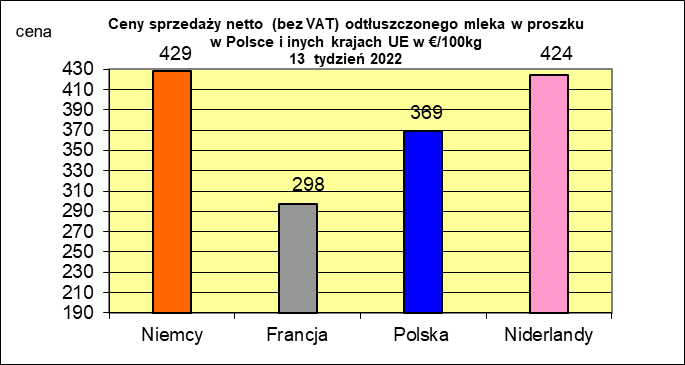 Ceny sprzedaży netto (bez VAT) odtłuszczonego mleka w proszku
w Polsce i inych krajach UE w €/100kg
13 tydzień 2022
cena
429
298
369
424
430
410
390
370
350
330
310
290
270
250
230
210
190
Niemcy
Francja
Polska
Niderlandy